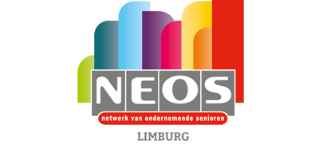 NEOS
netwerk van ondernemende senioren
LIMBURG